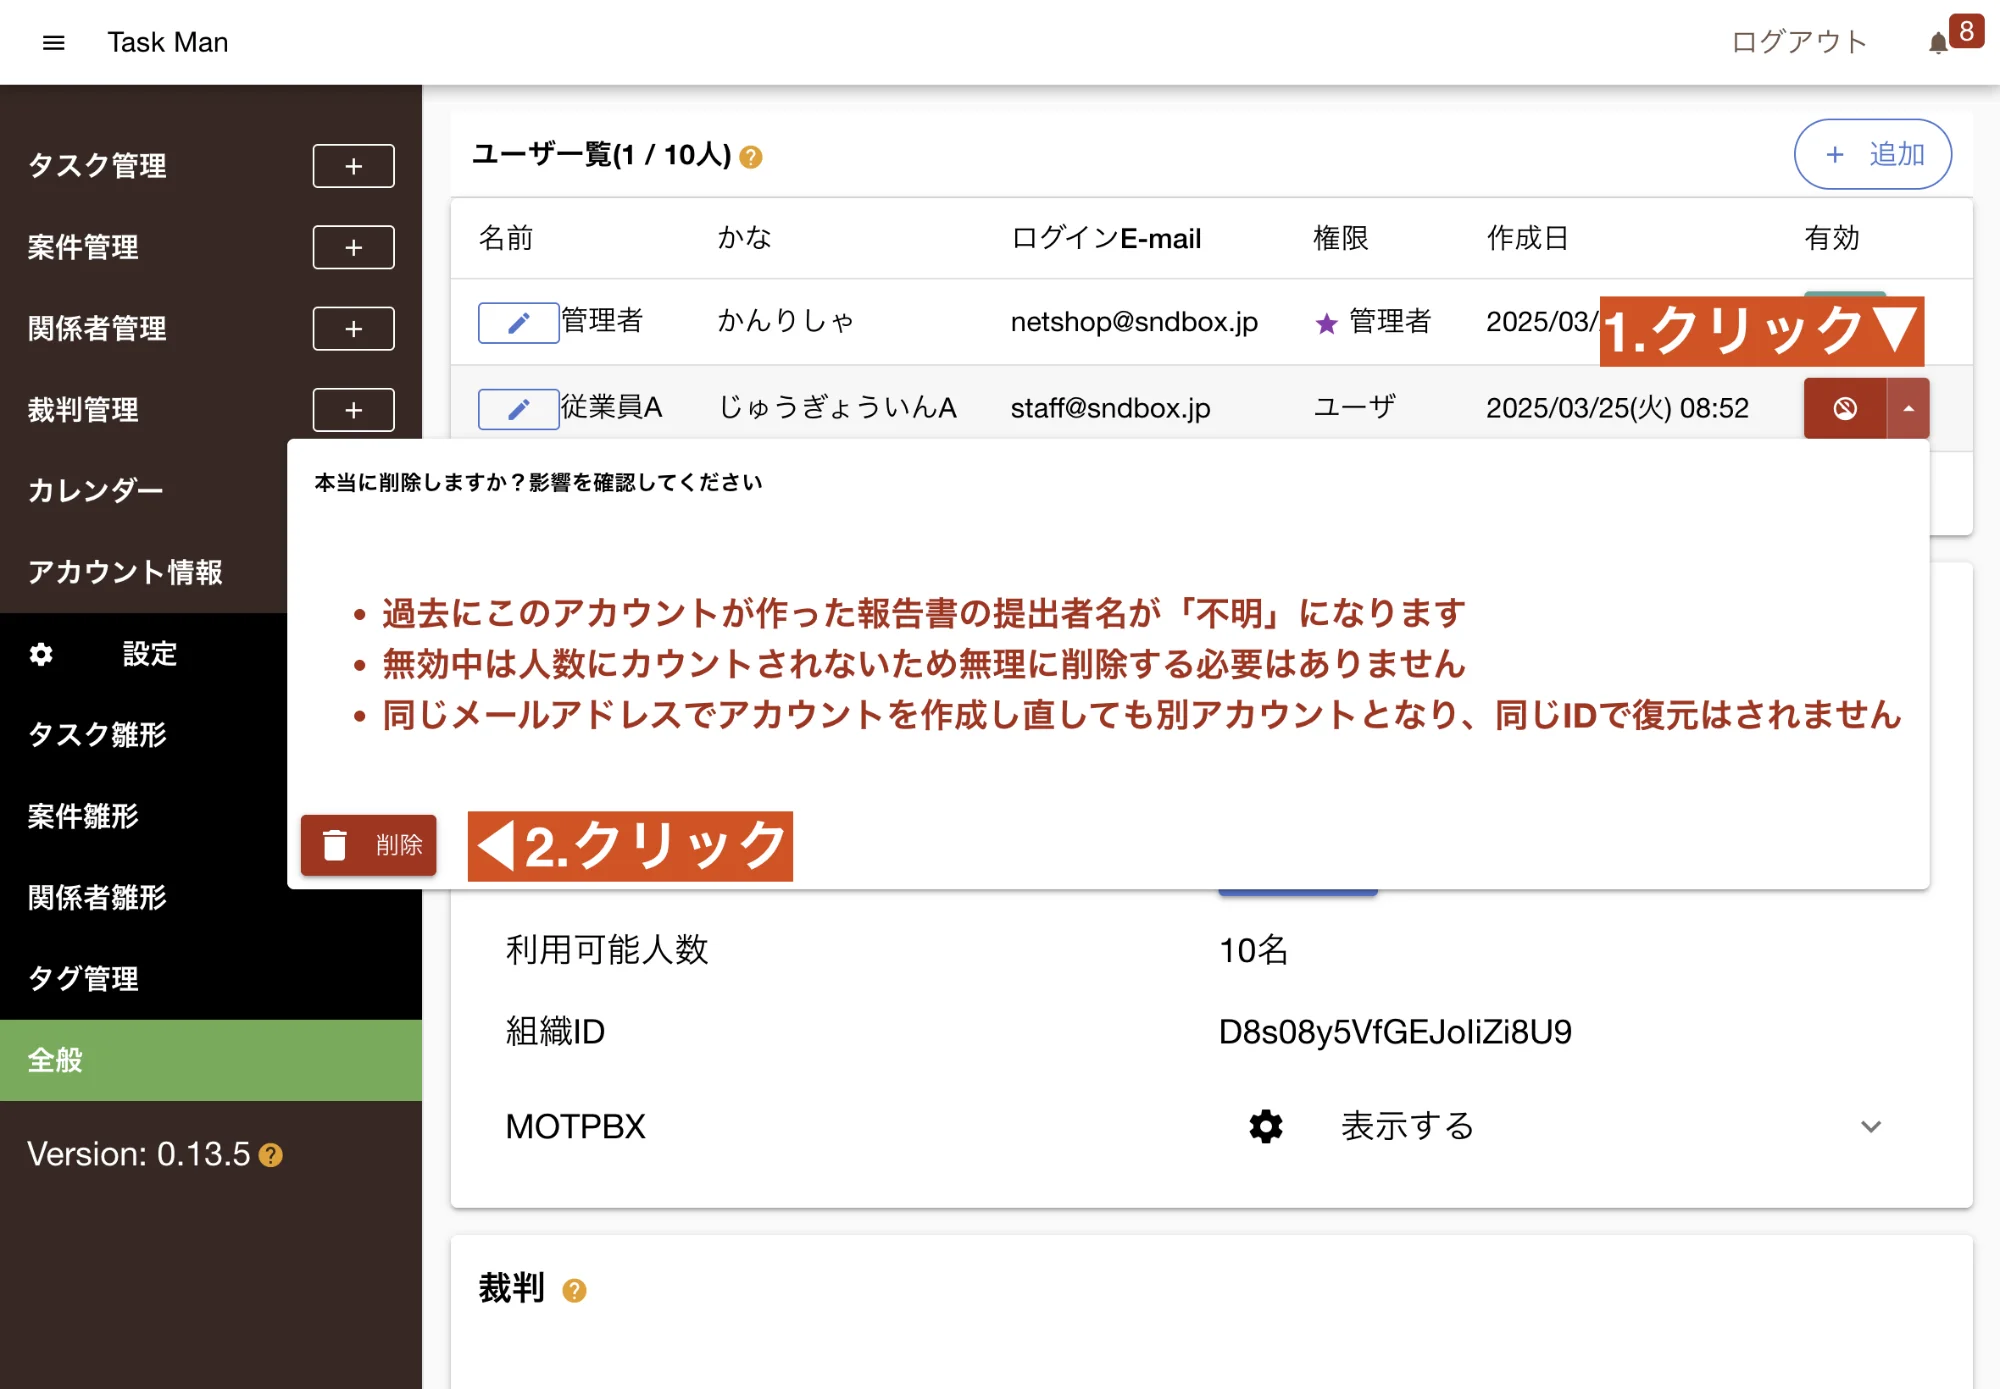 Task Man
ログアウト
8
タスク管理
+
案件管理
+
関係者管理
+
裁判管理
+
カレンダー
アカウント情報
設定
タスク雛形
案件雛形
関係者雛形
タグ管理
全般
Version: 0.13.5 ?
ユーザ一覧(1 / 10人) ?
+ 追加
名前 かな ログインE-mail 権限 作成日 有効
管理者 かんりしゃ netshop@sndbox.jp 管理者 2025/03/
1.クリック▼
従業員A じゅうぎょういんA staff@sndbox.jp ユーザ 2025/03/25(火) 08:52
本当に削除しますか？影響を確認してください
• 過去にこのアカウントが作った報告書の提出者名が「不明」になります
• 無効中は人数にカウントされないため無理に削除する必要はありません
• 同じメールアドレスでアカウントを作成し直しても別アカウントとなり、同じIDで復元はされません
削除
◀2.クリック
利用可能人数 10名
組織ID D8s08y5VfGEJoliZi8U9
MOTPBX 表示する
裁判 ?